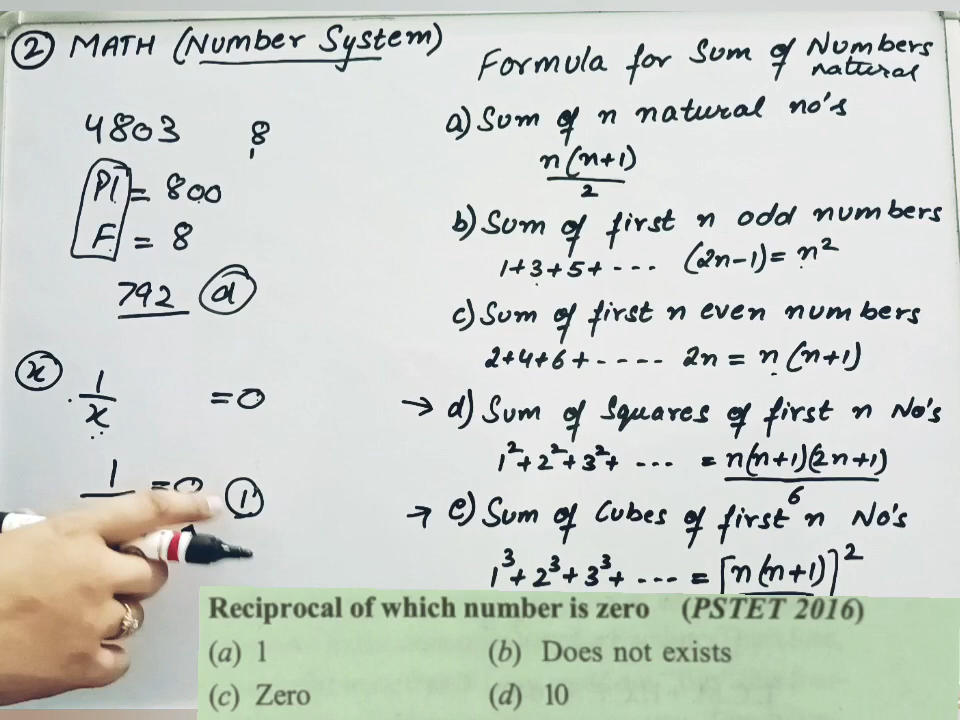 ② MATH (Number System)
4803 8
PI = 800
F = 8
792 (d)
(x)
1/x = 0
1 = 0 (1)
Formula for Sum of Numbers
natural
a) Sum of n natural no's
n(n+1)
2
b) Sum of first n odd numbers
1+3+5+ --- (2n-1) = n²
c) Sum of first n even numbers
2+4+6+ ---- 2n = n(n+1)
→ d) Sum of Squares of first n No's
1²+2²+3²+ --- = n(n+1)(2n+1)
6
→ e) Sum of Cubes of first n No's
1³+2³+3³+ --- = [n(n+1)]²
Reciprocal of which number is zero (PSTET 2016)
(a) 1 (b) Does not exists
(c) Zero (d) 10